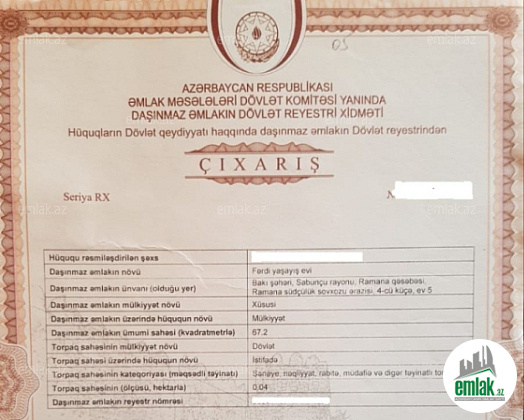 05
AZƏRBAYCAN RESPUBLİKASI
ƏMLAK MƏSƏLƏLƏRİ DÖVLƏT KOMİTƏSİ YANINDA
DAŞINMAZ ƏMLAKIN DÖVLƏT REYESTRİ XİDMƏTİ
Hüquqların Dövlət qeydiyyatı haqqında daşınmaz əmlakın Dövlət reyestrindən
ÇIXARIŞ
Seriya RX
Hüququ rəsmiləşdirilən şəxs
Daşınmaz əmlakın növü Fərdi yaşayış evi
Daşınmaz əmlakın ünvanı (olduğu yer) Bakı şəhəri, Sabunçu rayonu, Ramana qəsəbəsi,
Ramana südçülük sovxozu ərazisi, 4-cü küçə, ev 5
Daşınmaz əmlakın mülkiyyət növü Xüsusi
Daşınmaz əmlakın üzərində hüququn növü Mülkiyyət
Daşınmaz əmlakın ümumi sahəsi (kvadratmetrlə) 67.2
Torpaq sahəsinin mülkiyyət növü Dövlət
Torpaq sahəsi üzərində hüququn növü İstifadə
Torpaq sahəsinin kateqoriyası (məqsədli təyinatı) Sənaye, nəqliyyat, rabitə, müdafiə və digər təyinatlı
Torpaq sahəsinin (ölçüsü, hektarla) 0,04
Daşınmaz əmlakın reyestr nömrəsi
emlak.az